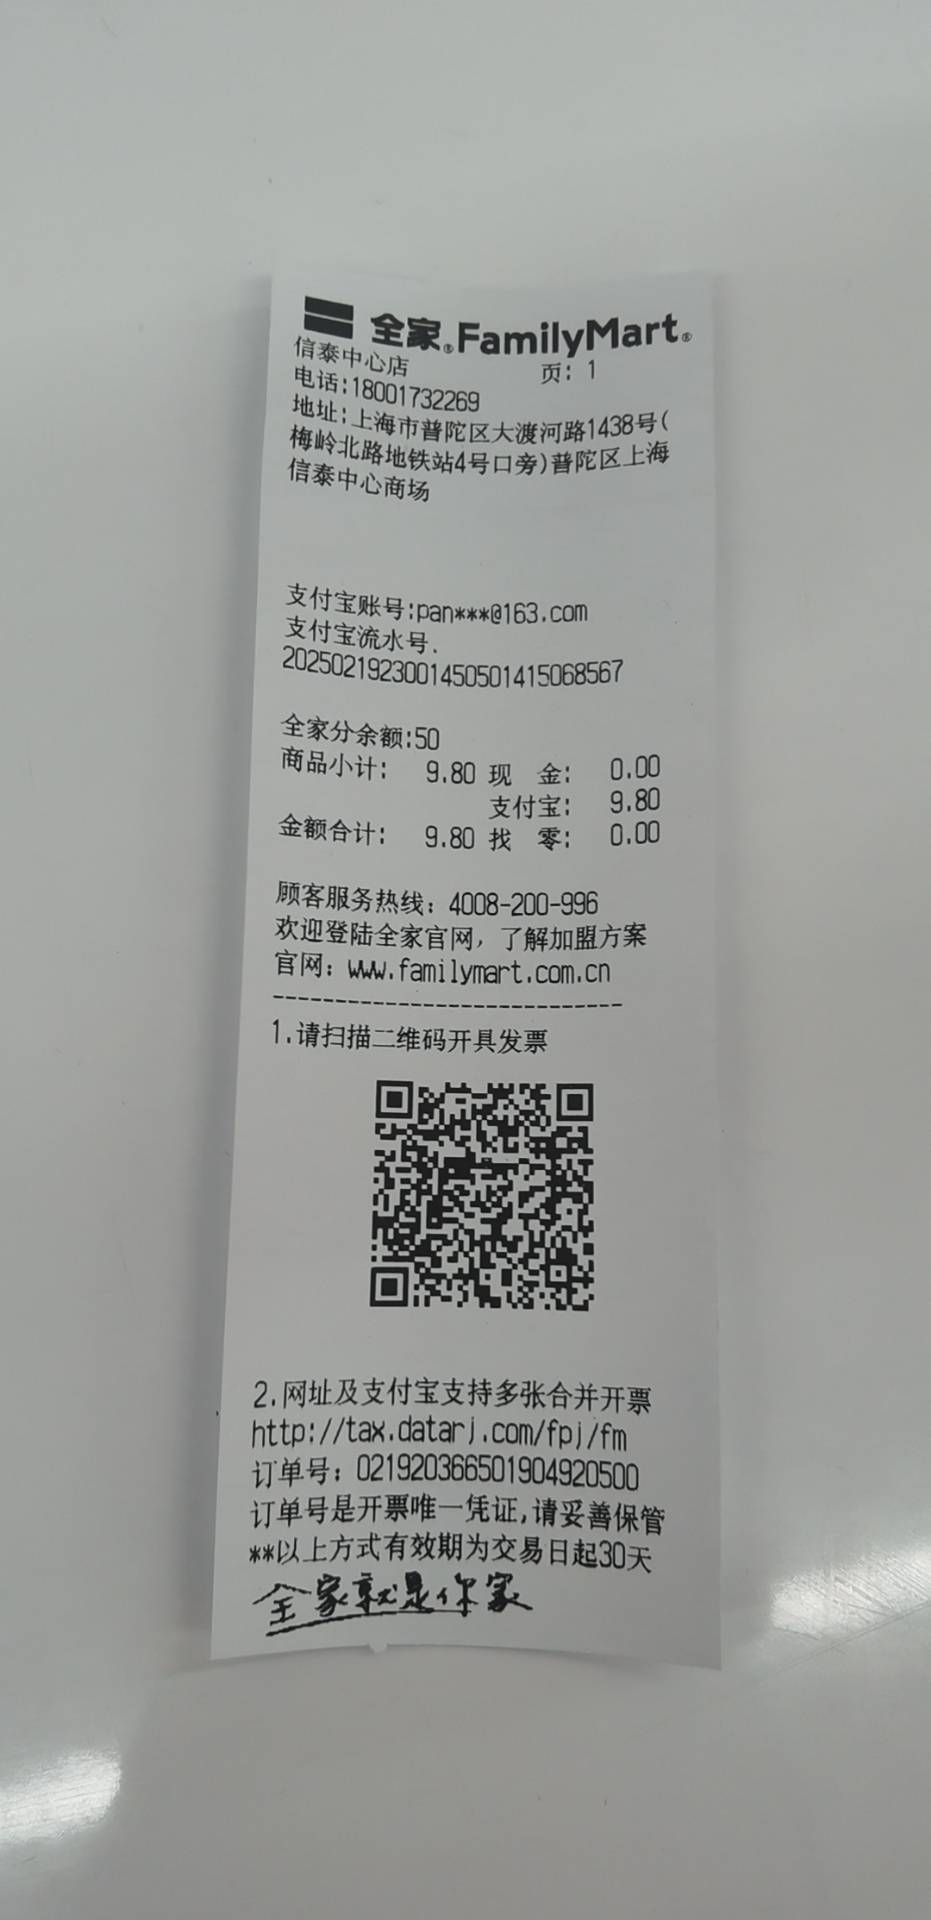 全家®FamilyMart®
信泰中心店 页: 1
电话:18001732269
地址:上海市普陀区大渡河路1438号(
梅岭北路地铁站4号口旁)普陀区上海
信泰中心商场
支付宝账号:pan***@163.com
支付宝流水号.
2025021923001450501415068567
全家分余额:50
商品小计: 9.80 现 金: 0.00
支付宝: 9.80
金额合计: 9.80 找 零: 0.00
顾客服务热线: 4008-200-996
欢迎登陆全家官网, 了解加盟方案
官网: www.familymart.com.cn
----------------------------
1.请扫描二维码开具发票
2.网址及支付宝支持多张合并开票
http://tax.datarj.com/fpj/fm
订单号: 021920366501904920500
订单号是开票唯一凭证,请妥善保管
**以上方式有效期为交易日起30天
全家就是你家